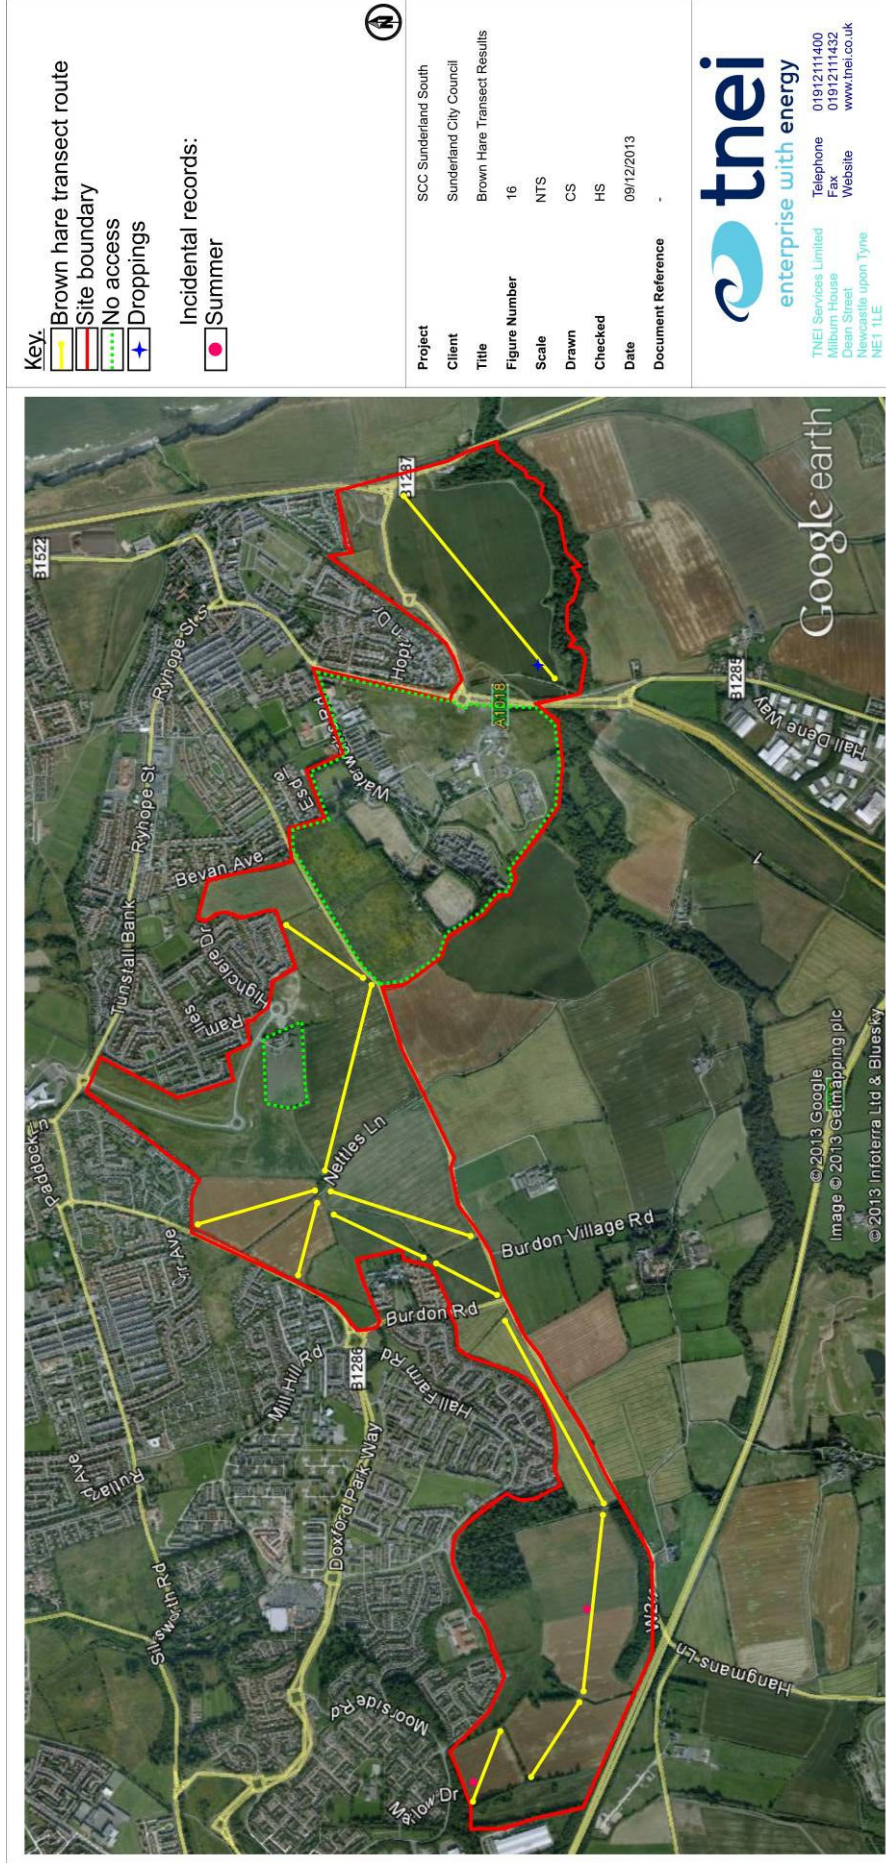 Key.
Brown hare transect route
Site boundary
No access
Droppings
Incidental records:
Summer
N
Project SCC Sunderland South
Client Sunderland City Council
Title Brown Hare Transect Results
Figure Number 16
Scale NTS
Drawn CS
Checked HS
Date 09/12/2013
Document Reference -
tnei
enterprise with energy
TNEI Services Limited
Milburn House
Dean Street
Newcastle upon Tyne
NE1 1LE
Telephone 01912111400
Fax 01912111432
Website www.tnei.co.uk
Silksworth Rd
Paddock Ln
Tunstall Bank
Ryhope St
Ryhope St S
B1522
Highclere Dr
Bevan Ave
Mill Hill Rd
Doxford Park Way
B1286
Burdon Rd
Hall Farm Rd
Moorside Rd
Nettles Ln
Burdon Village Rd
Hangmans Ln
A1018
B1287
B1285
Hall Dene Way
© 2013 Google
Image © 2013 Getmapping plc
© 2013 Infoterra Ltd & Bluesky
Google earth